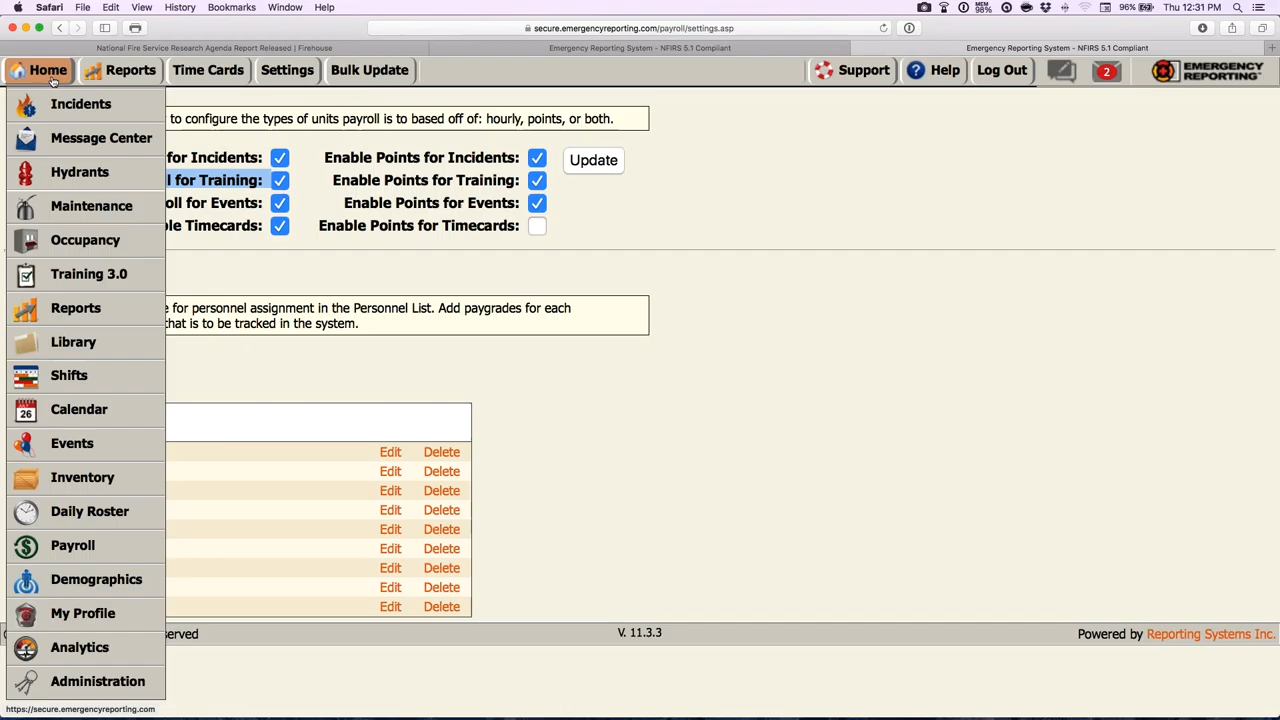 Safari File Edit View History Bookmarks Window Help 96% Thu 12:31 PM
MEM
98%
secure.emergencyreporting.com/payroll/settings.asp
National Fire Service Research Agenda Report Released | Firehouse
Emergency Reporting System - NFIRS 5.1 Compliant
Emergency Reporting System - NFIRS 5.1 Compliant
Home Reports Time Cards Settings Bulk Update Support Help Log Out 2 EMERGENCY
REPORTING
Incidents
Message Center
Hydrants
Maintenance
Occupancy
Training 3.0
Reports
Library
Shifts
Calendar
Events
Inventory
Daily Roster
Payroll
Demographics
My Profile
Analytics
Administration
to configure the types of units payroll is to based off of: hourly, points, or both.
for Incidents: Enable Points for Incidents: Update
l for Training: Enable Points for Training:
oll for Events: Enable Points for Events:
le Timecards: Enable Points for Timecards:
e for personnel assignment in the Personnel List. Add paygrades for each
that is to be tracked in the system.
Edit Delete
Edit Delete
Edit Delete
Edit Delete
Edit Delete
Edit Delete
Edit Delete
Edit Delete
Edit Delete
served V. 11.3.3 Powered by Reporting Systems Inc.
https://secure.emergencyreporting.com